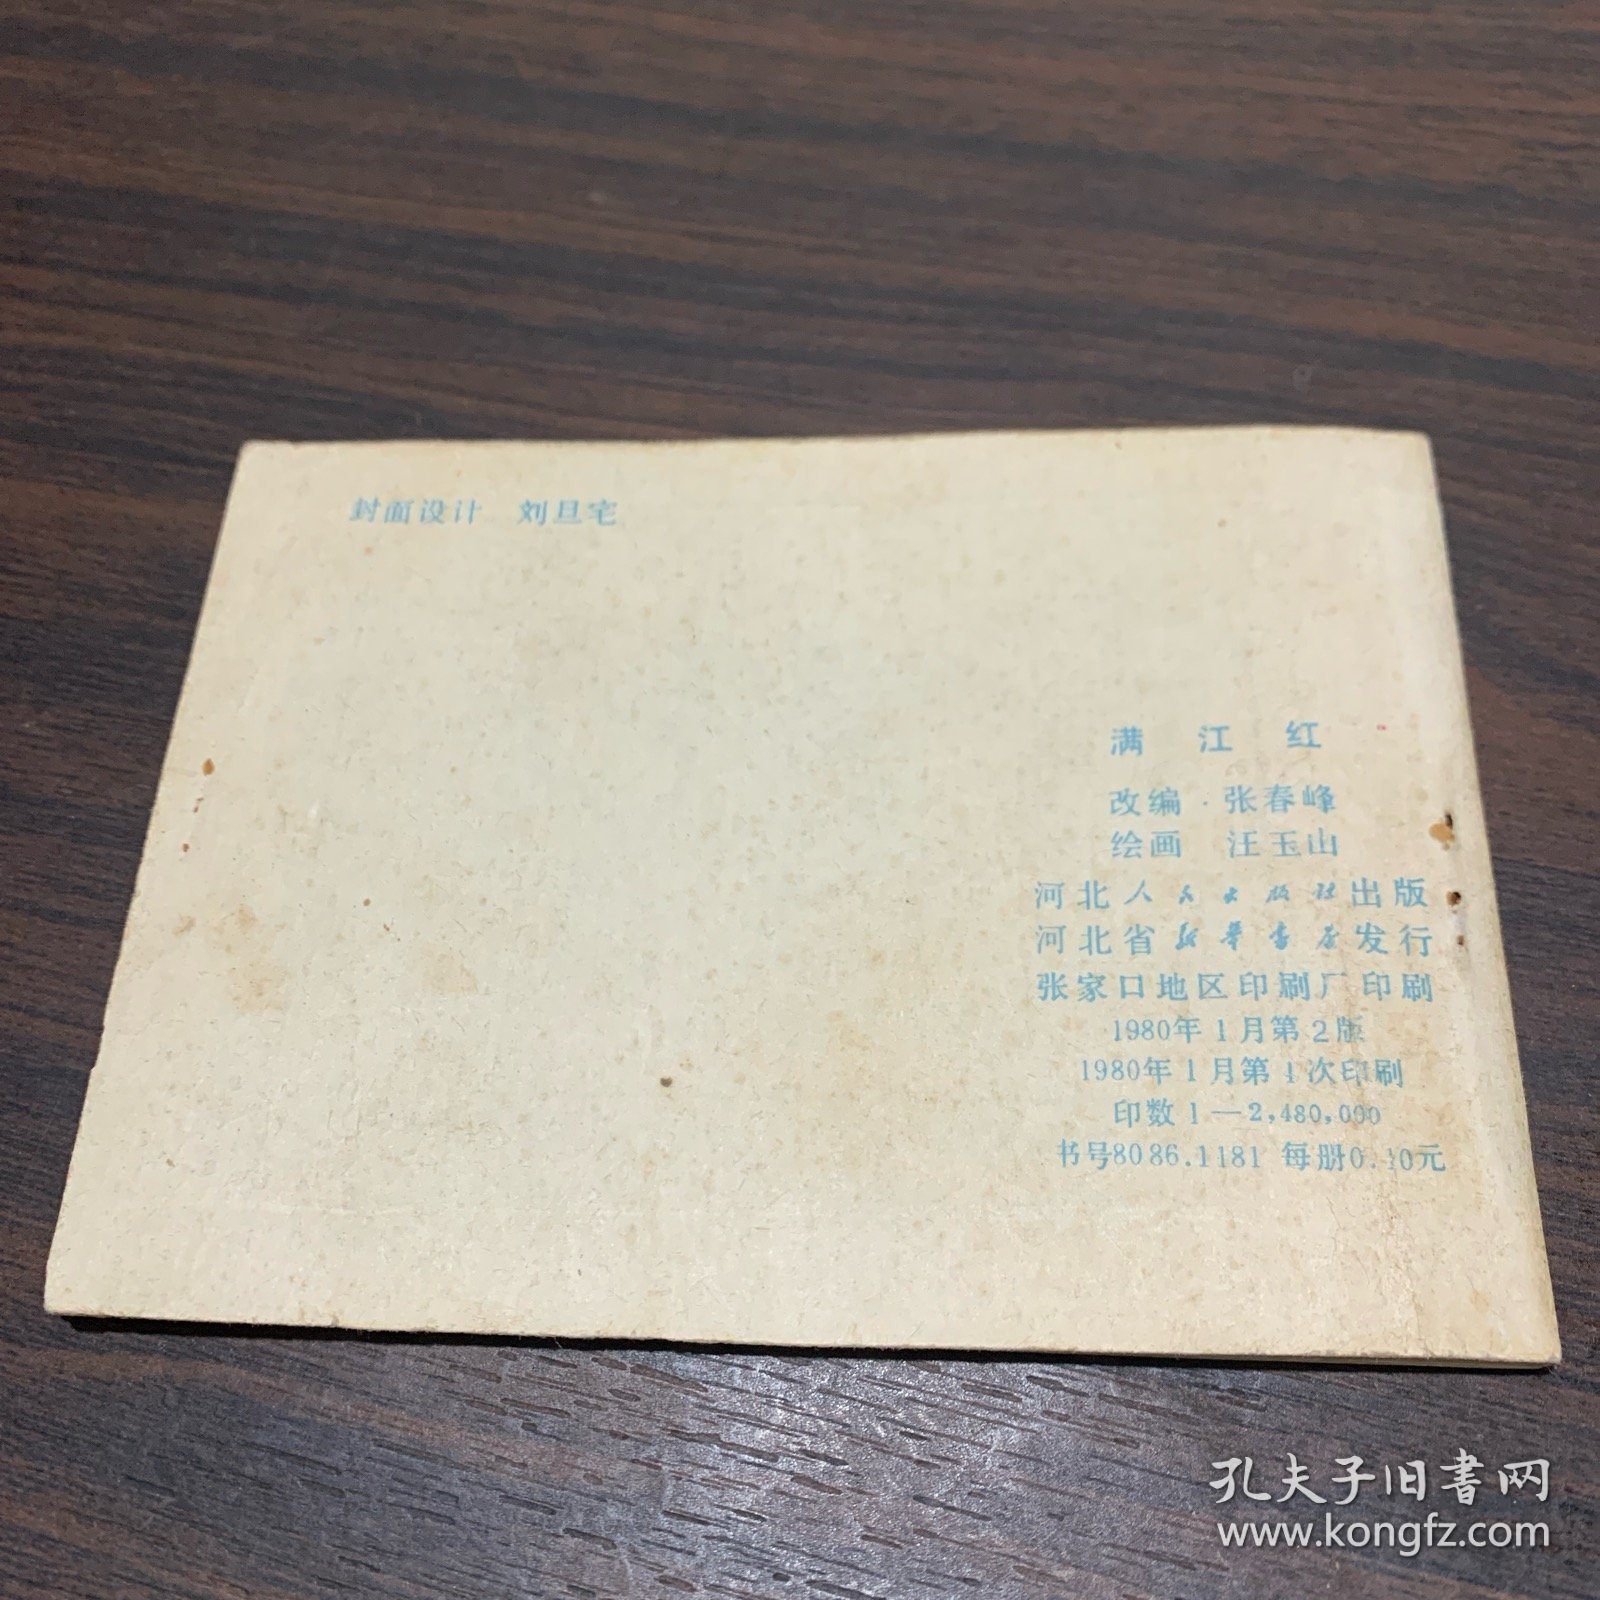 封面设计 刘旦宅
满江红
改编 张春峰
绘画 汪玉山
河北人民出版社出版
河北省新华书店发行
张家口地区印刷厂印刷
1980年1月第2版
1980年1月第1次印刷
印数1—2,480,000
书号8086.1181 每册0.10元
孔夫子旧書网
www.kongfz.com